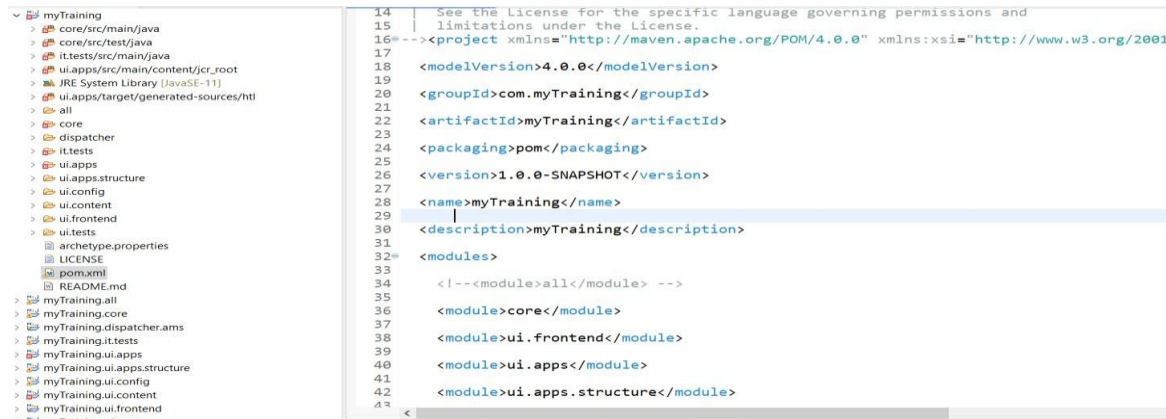 myTraining
core/src/main/java
core/src/test/java
it.tests/src/main/java
ui.apps/src/main/content/jcr_root
JRE System Library [JavaSE-11]
ui.apps/target/generated-sources/htl
all
core
dispatcher
it.tests
ui.apps
ui.apps.structure
ui.config
ui.content
ui.frontend
ui.tests
archetype.properties
LICENSE
pom.xml
README.md
myTraining.all
myTraining.core
myTraining.dispatcher.ams
myTraining.it.tests
myTraining.ui.apps
myTraining.ui.apps.structure
myTraining.ui.config
myTraining.ui.content
myTraining.ui.frontend
14 | See the License for the specific language governing permissions and
15 | limitations under the License.
16 --><project xmlns="http://maven.apache.org/POM/4.0.0" xmlns:xsi="http://www.w3.org/2001
17
18 <modelVersion>4.0.0</modelVersion>
19
20 <groupId>com.myTraining</groupId>
21
22 <artifactId>myTraining</artifactId>
23
24 <packaging>pom</packaging>
25
26 <version>1.0.0-SNAPSHOT</version>
27
28 <name>myTraining</name>
29
30 <description>myTraining</description>
31
32 <modules>
33
34 <!--<module>all</module> -->
35
36 <module>core</module>
37
38 <module>ui.frontend</module>
39
40 <module>ui.apps</module>
41
42 <module>ui.apps.structure</module>
43